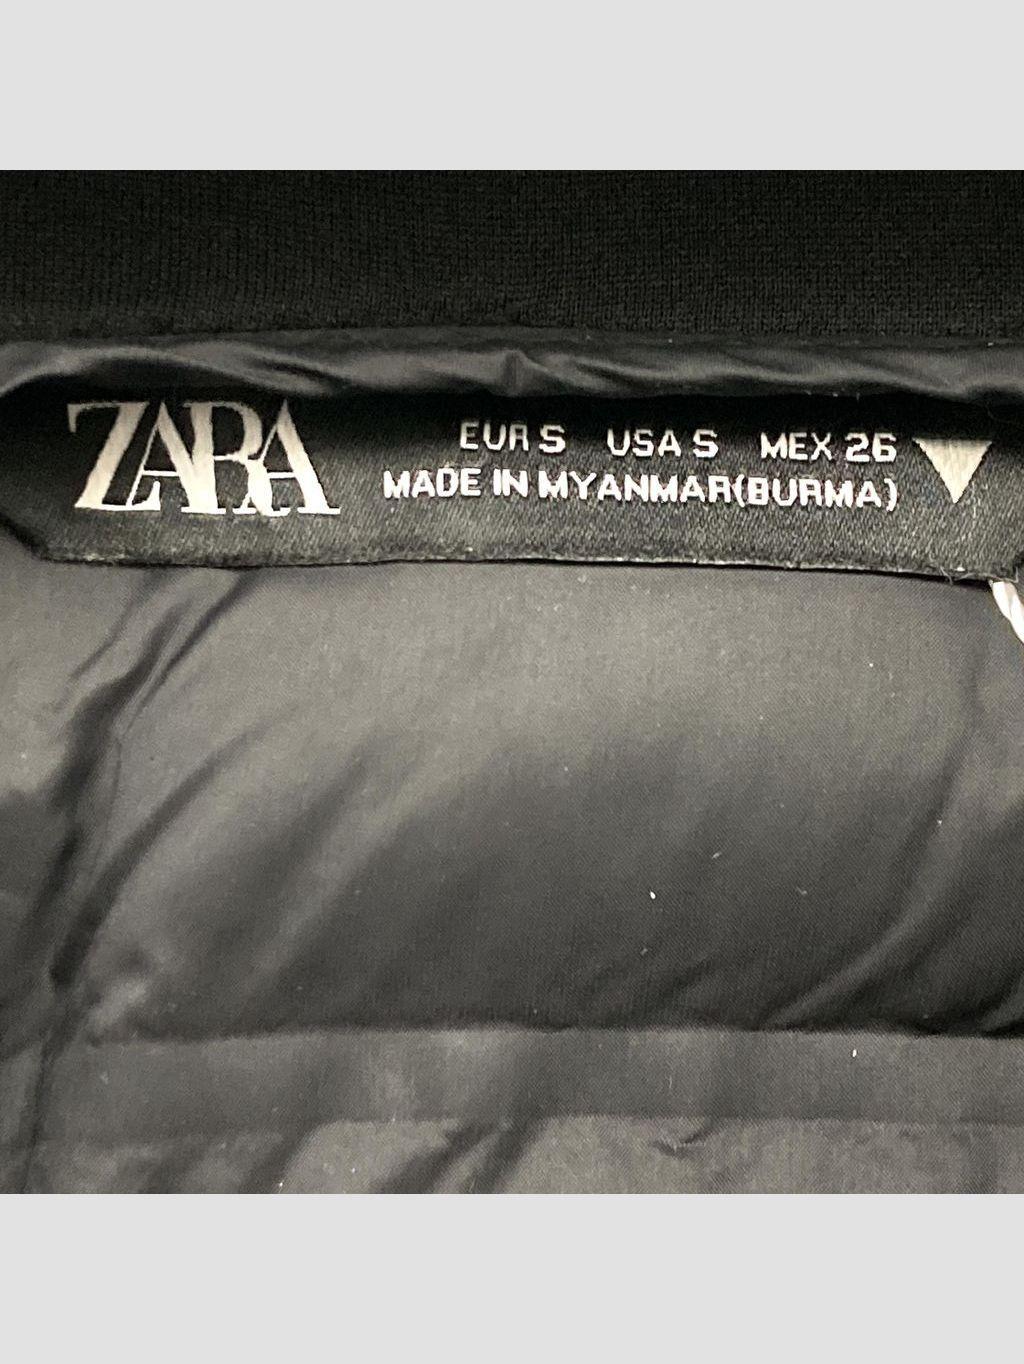 ZARA
EUR S USA S MEX 26
MADE IN MYANMAR(BURMA)